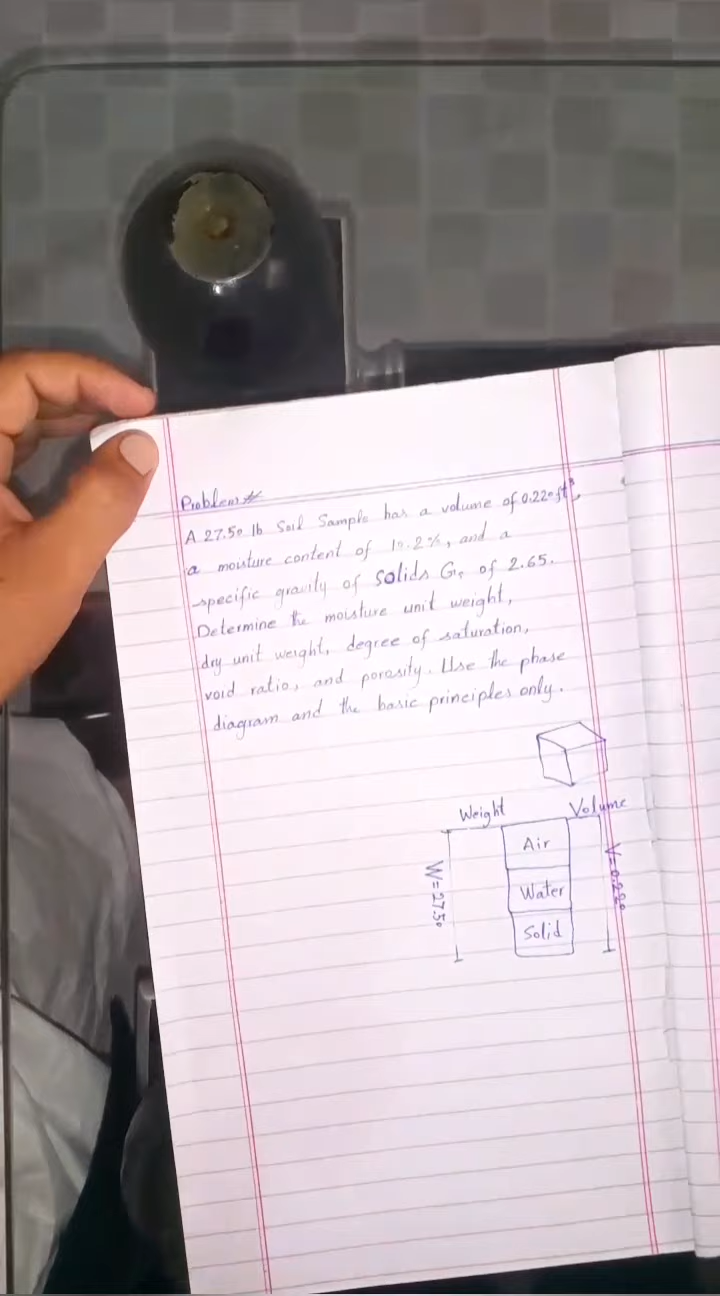 Problem
A 27.50 lb Soil Sample has a volume of 0.220 ft³,
a moisture content of 10.2%, and a
specific gravity of solids Gs of 2.65.
Determine the moisture unit weight,
dry unit weight, degree of saturation,
void ratio, and porosity. Use the phase
diagram and the basic principles only.
Weight Volume
Air
Water
Solid
W=27.50
V=0.220